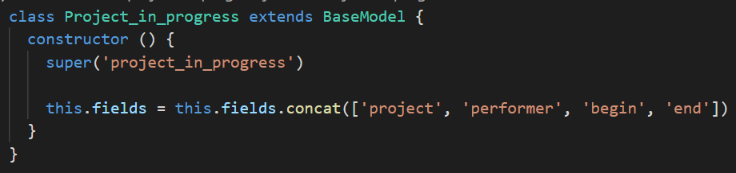 class Project_in_progress extends BaseModel {
  constructor () {
    super('project_in_progress')
    this.fields = this.fields.concat(['project', 'performer', 'begin', 'end'])
  }
}